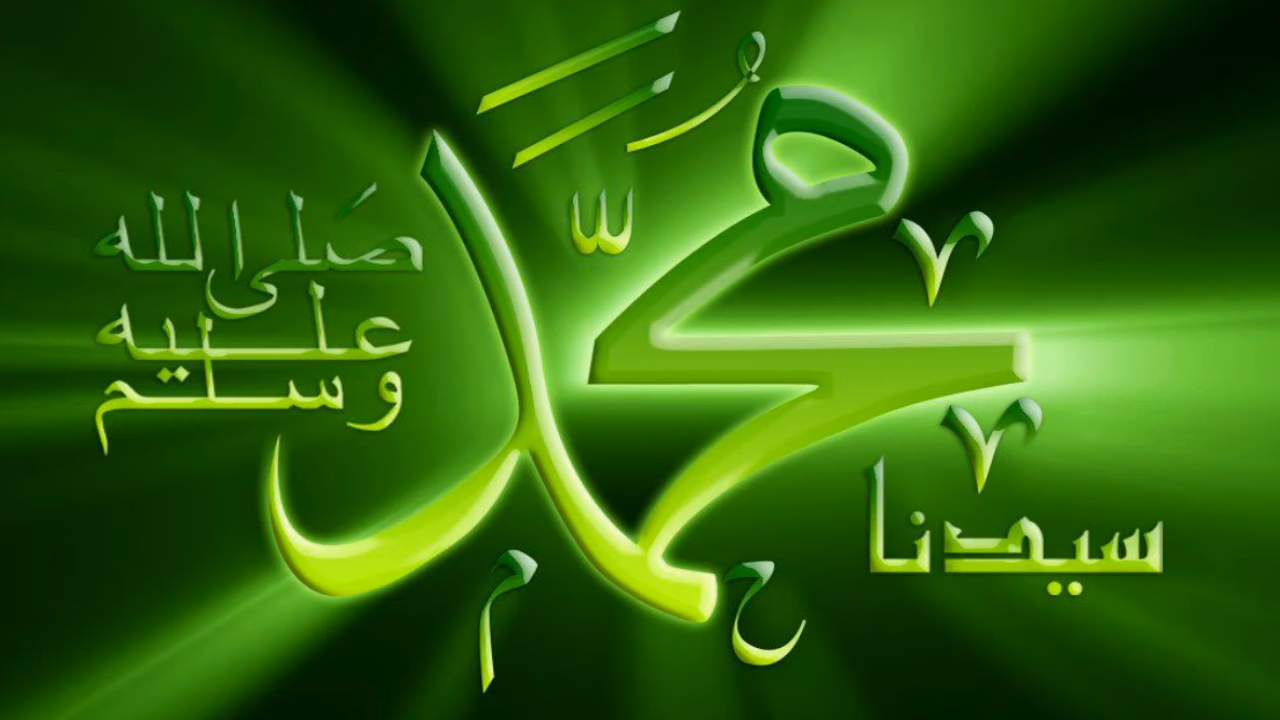 سيدنا
محمد
صلى الله
عليه
وسلم